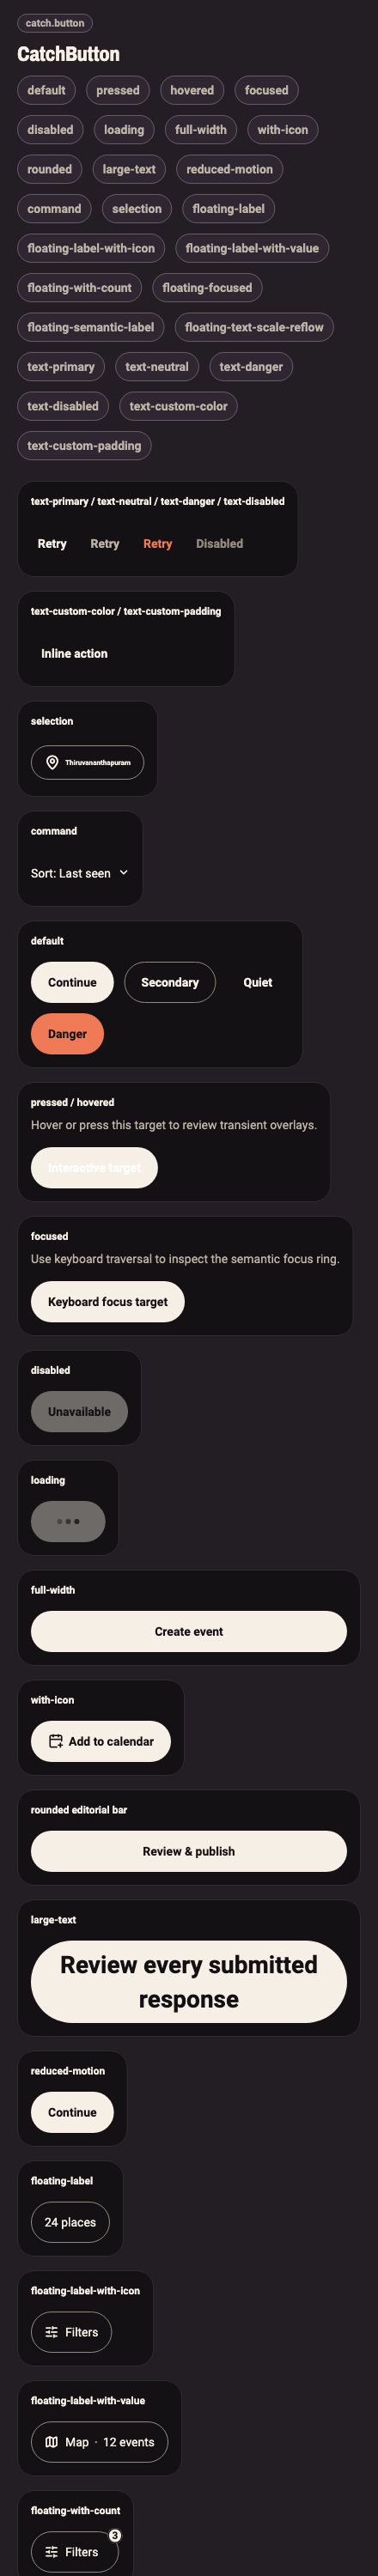 catch.button
CatchButton
default pressed hovered focused
disabled loading full-width with-icon
rounded large-text reduced-motion
command selection floating-label
floating-label-with-icon floating-label-with-value
floating-with-count floating-focused
floating-semantic-label floating-text-scale-reflow
text-primary text-neutral text-danger
text-disabled text-custom-color
text-custom-padding
text-primary / text-neutral / text-danger / text-disabled
Retry Retry Retry Disabled
text-custom-color / text-custom-padding
Inline action
selection
Thiruvananthapuram
command
Sort: Last seen
default
Continue Secondary Quiet
Danger
pressed / hovered
Hover or press this target to review transient overlays.
Interactive target
focused
Use keyboard traversal to inspect the semantic focus ring.
Keyboard focus target
disabled
Unavailable
loading
full-width
Create event
with-icon
Add to calendar
rounded editorial bar
Review & publish
large-text
Review every submitted
response
reduced-motion
Continue
floating-label
24 places
floating-label-with-icon
Filters
floating-label-with-value
Map · 12 events
floating-with-count
3
Filters